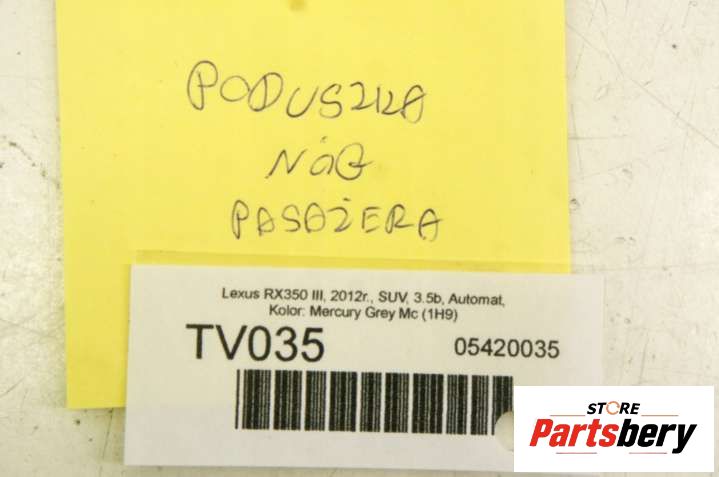 PODUSZKA
NÓG
PASAŻERA
Lexus RX350 III, 2012r., SUV, 3.5b, Automat,
Kolor: Mercury Grey Mc (1H9)
TV035 05420035
STORE
Partsbery